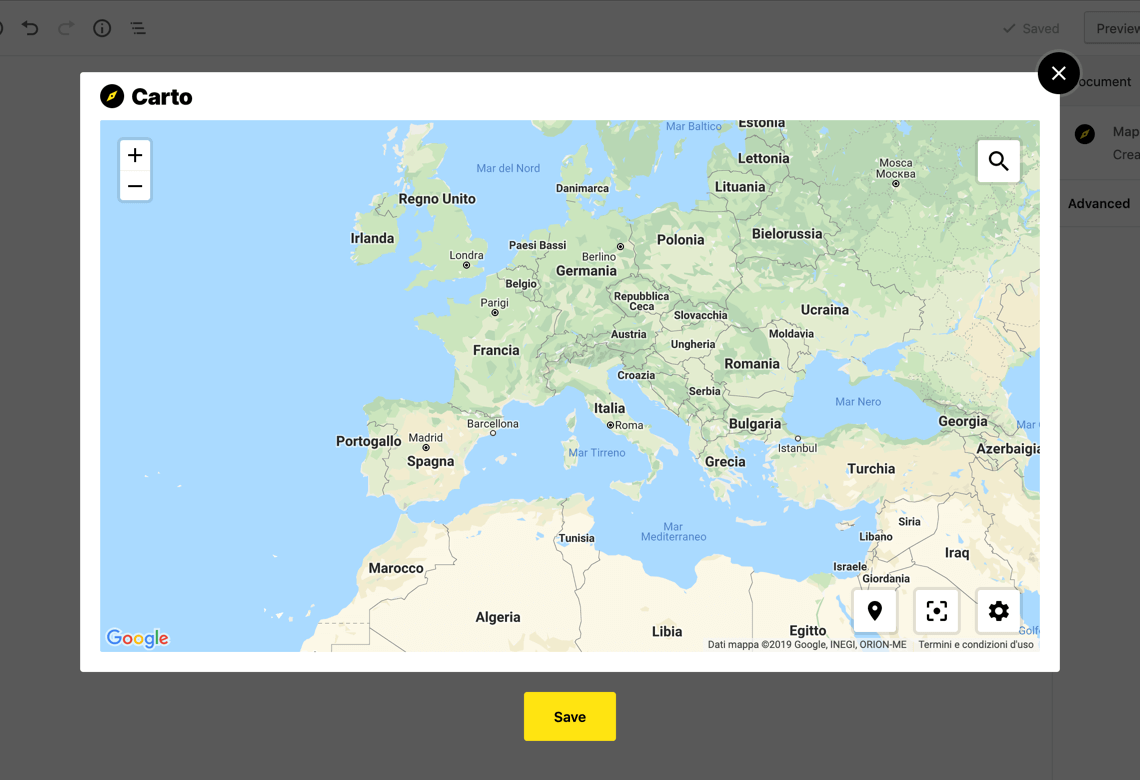 Saved
Preview
Carto
Document
Map
Crea
Advanced
+
−
Estonia
Mar Baltico
Lettonia
Mar del Nord
Mosca
Москва
Danimarca
Lituania
Regno Unito
Irlanda
Bielorussia
Paesi Bassi
Polonia
Londra
Berlino
Germania
Belgio
Repubblica
Ceca
Parigi
Ucraina
Slovacchia
Austria
Moldavia
Ungheria
Francia
Romania
Croazia
Serbia
Mar Nero
Italia
Barcellona
Roma
Bulgaria
Georgia
Mar
Portogallo
Madrid
Istanbul
Azerbaigia
Mar Tirreno
Spagna
Grecia
Turchia
Siria
Mar
Mediterraneo
Libano
Tunisia
Iraq
Israele
Marocco
Giordania
Algeria
Libia
Egitto
Golf
Google
Dati mappa ©2019 Google, INEGI, ORION-ME
Termini e condizioni d'uso
Save